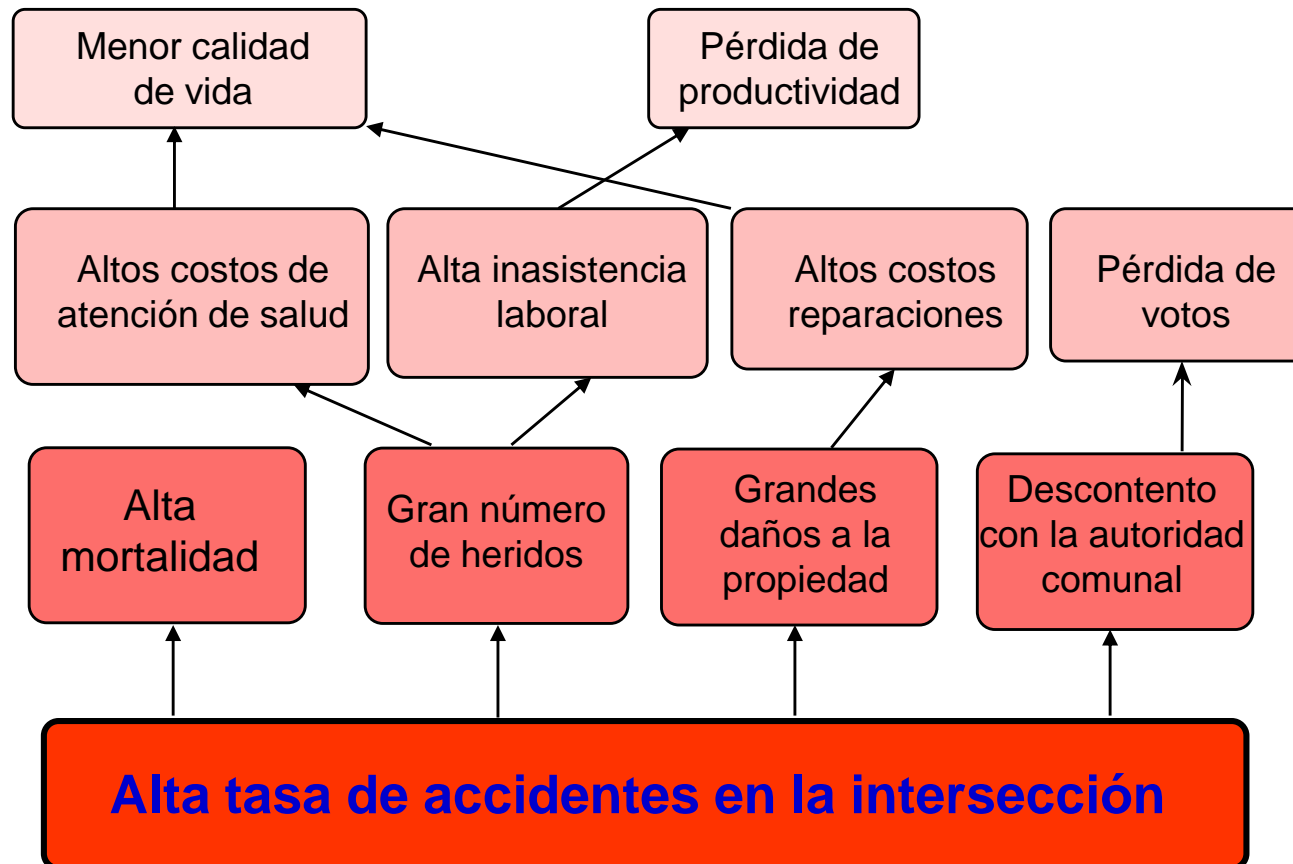 Menor calidad
de vida
Pérdida de
productividad
Altos costos de
atención de salud
Alta inasistencia
laboral
Altos costos
reparaciones
Pérdida de
votos
Alta
mortalidad
Gran número
de heridos
Grandes
daños a la
propiedad
Descontento
con la autoridad
comunal
Alta tasa de accidentes en la intersección